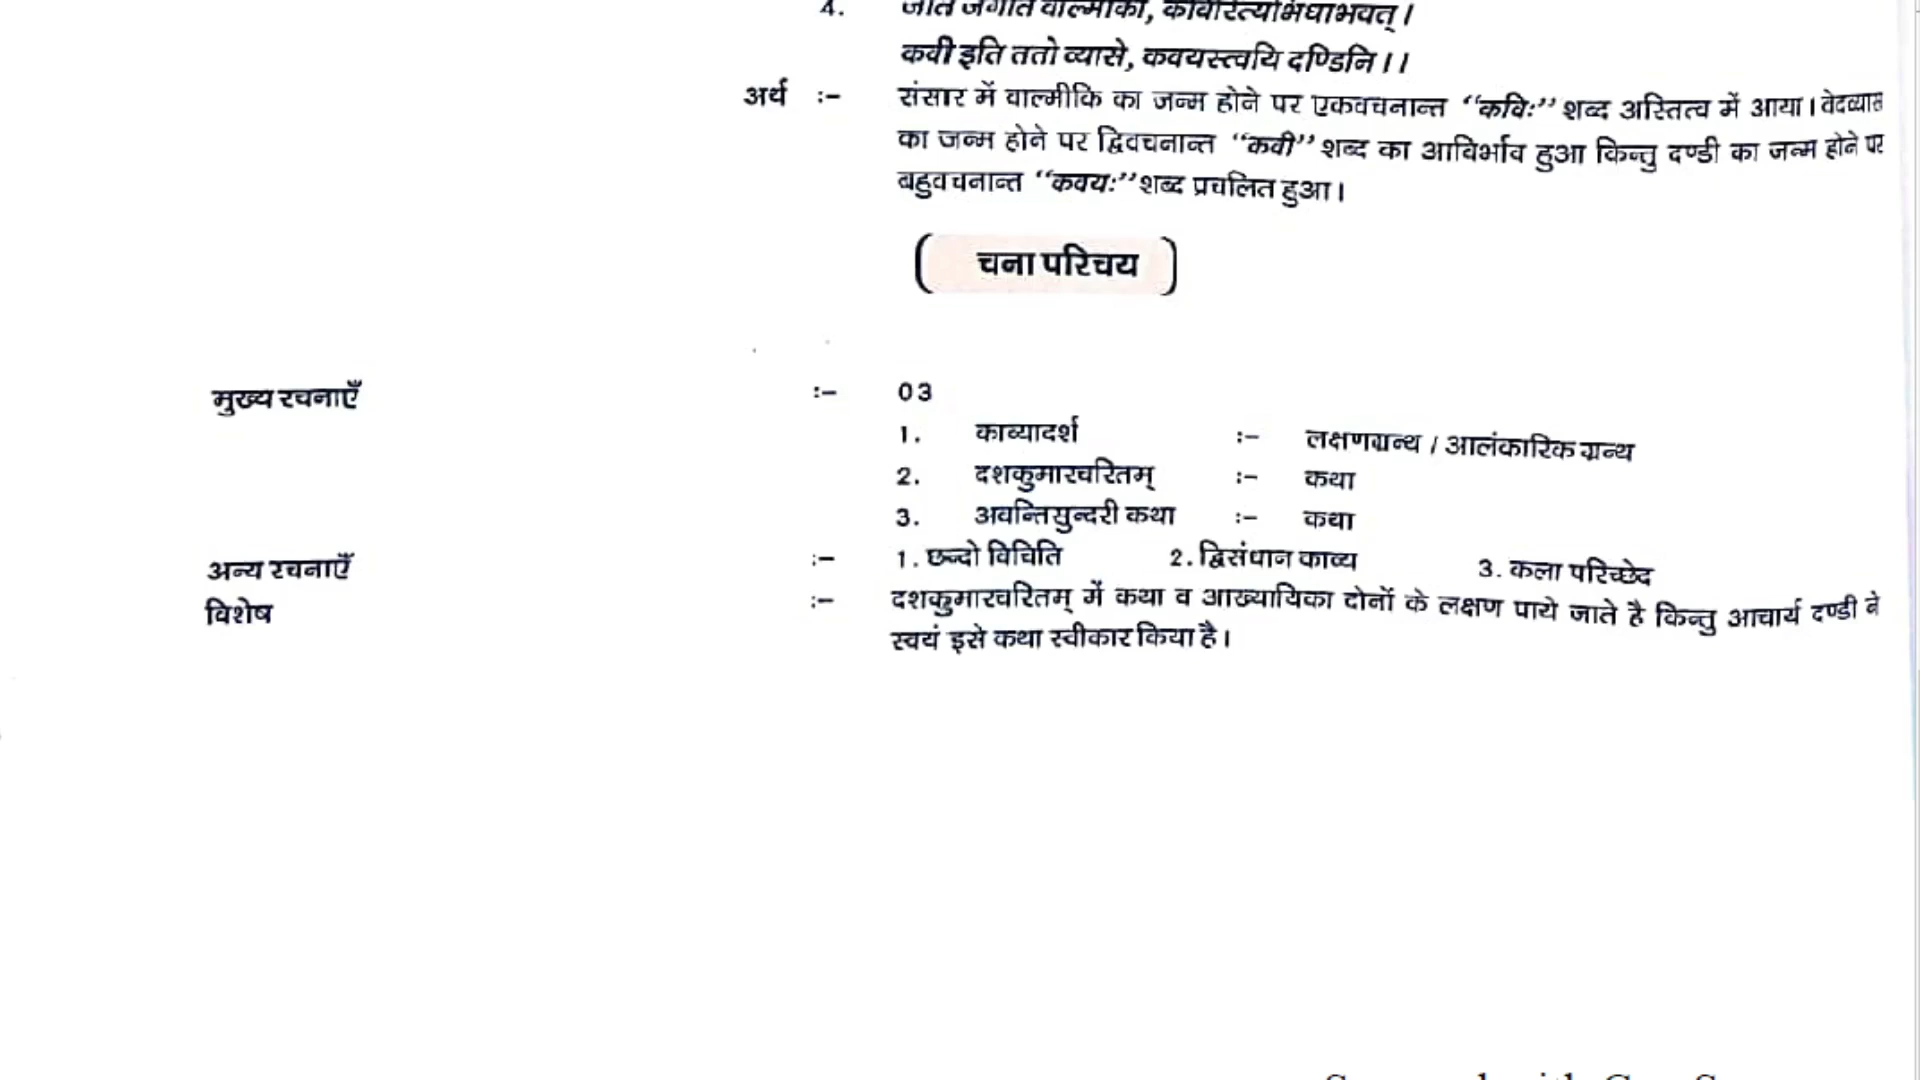 4. जाते जगति वाल्मीकौ, कविरित्यभिधाभवत् ।
कवी इति ततो व्यासे, कवयस्त्वयि दण्डिनि ।।
अर्थ :- संसार में वाल्मीकि का जन्म होने पर एकवचनान्त ‘‘कविः’’ शब्द अस्तित्व में आया। वेदव्यास
का जन्म होने पर द्विवचनान्त ‘‘कवी’’ शब्द का आविर्भाव हुआ किन्तु दण्डी का जन्म होने पर
बहुवचनान्त ‘‘कवयः’’ शब्द प्रचलित हुआ।
चना परिचय
मुख्य रचनाएँ :- 03
1. काव्यादर्श :- लक्षणग्रन्थ / आलंकारिक ग्रन्थ
2. दशकुमारचरितम् :- कथा
3. अवन्तिसुन्दरी कथा :- कथा
अन्य रचनाएँ :- 1. छन्दो विचिति 2. द्विसंधान काव्य 3. कला परिच्छेद
विशेष :- दशकुमारचरितम् में कथा व आख्यायिका दोनों के लक्षण पाये जाते है किन्तु आचार्य दण्डी ने
स्वयं इसे कथा स्वीकार किया है।